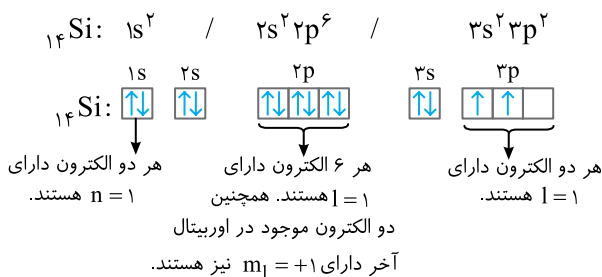 ₁₄Si: ۱s² / ۲s²۲p⁶ / ۳s²۳p²
۱s ۲s ۲p ۳s ۳p
₁₄Si:
هر دو الکترون دارای
n = ۱ هستند.
هر ۶ الکترون دارای
l = ۱ هستند. همچنین
دو الکترون موجود در اوربیتال
آخر دارای m_l = +۱ نیز هستند.
هر دو الکترون دارای
l = ۱ هستند.